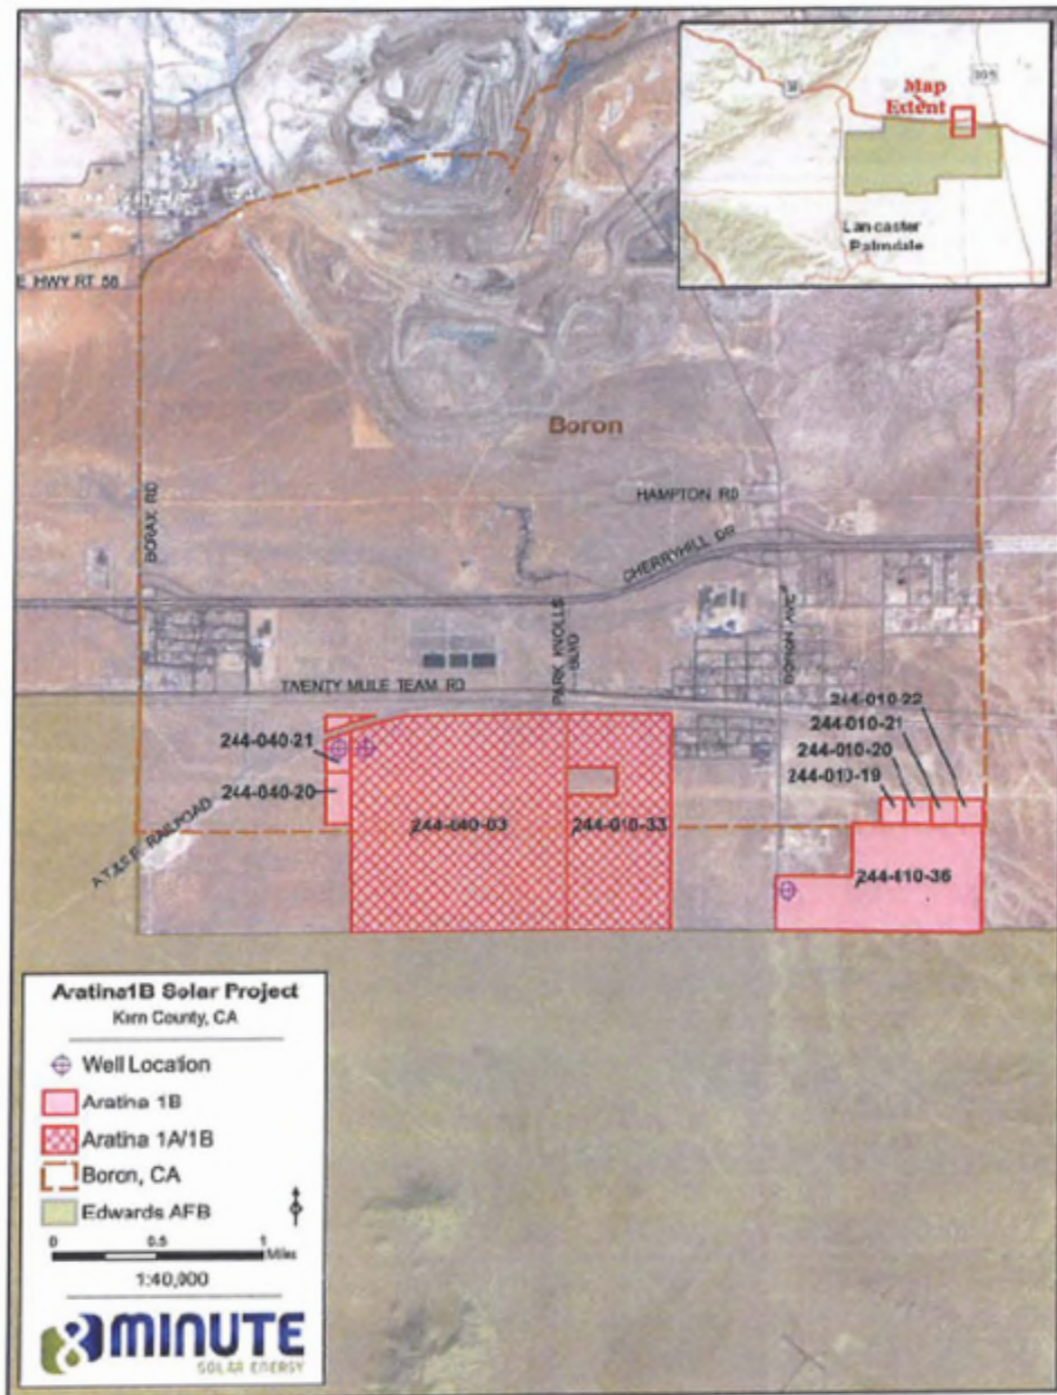 Map
Extent
58
395
Lancaster
Palmdale
E HWY RT 58
Boron
BORAX RD
HAMPTON RD
CHERRYHILL DR
PARK KNOLLS
BLVD
BORON AVE
TWENTY MULE TEAM RD
244-010-22
244-010-21
244-010-20
244-010-19
244-040-21
244-040-20
244-040-03
244-010-33
244-010-36
A.T.&S.F. RAILROAD
Aratina1B Solar Project
Kern County, CA
Well Location
Aratina 1B
Aratina 1A/1B
Boron, CA
Edwards AFB
0 0.5 1
Miles
1:40,000
8MINUTE
SOLAR ENERGY